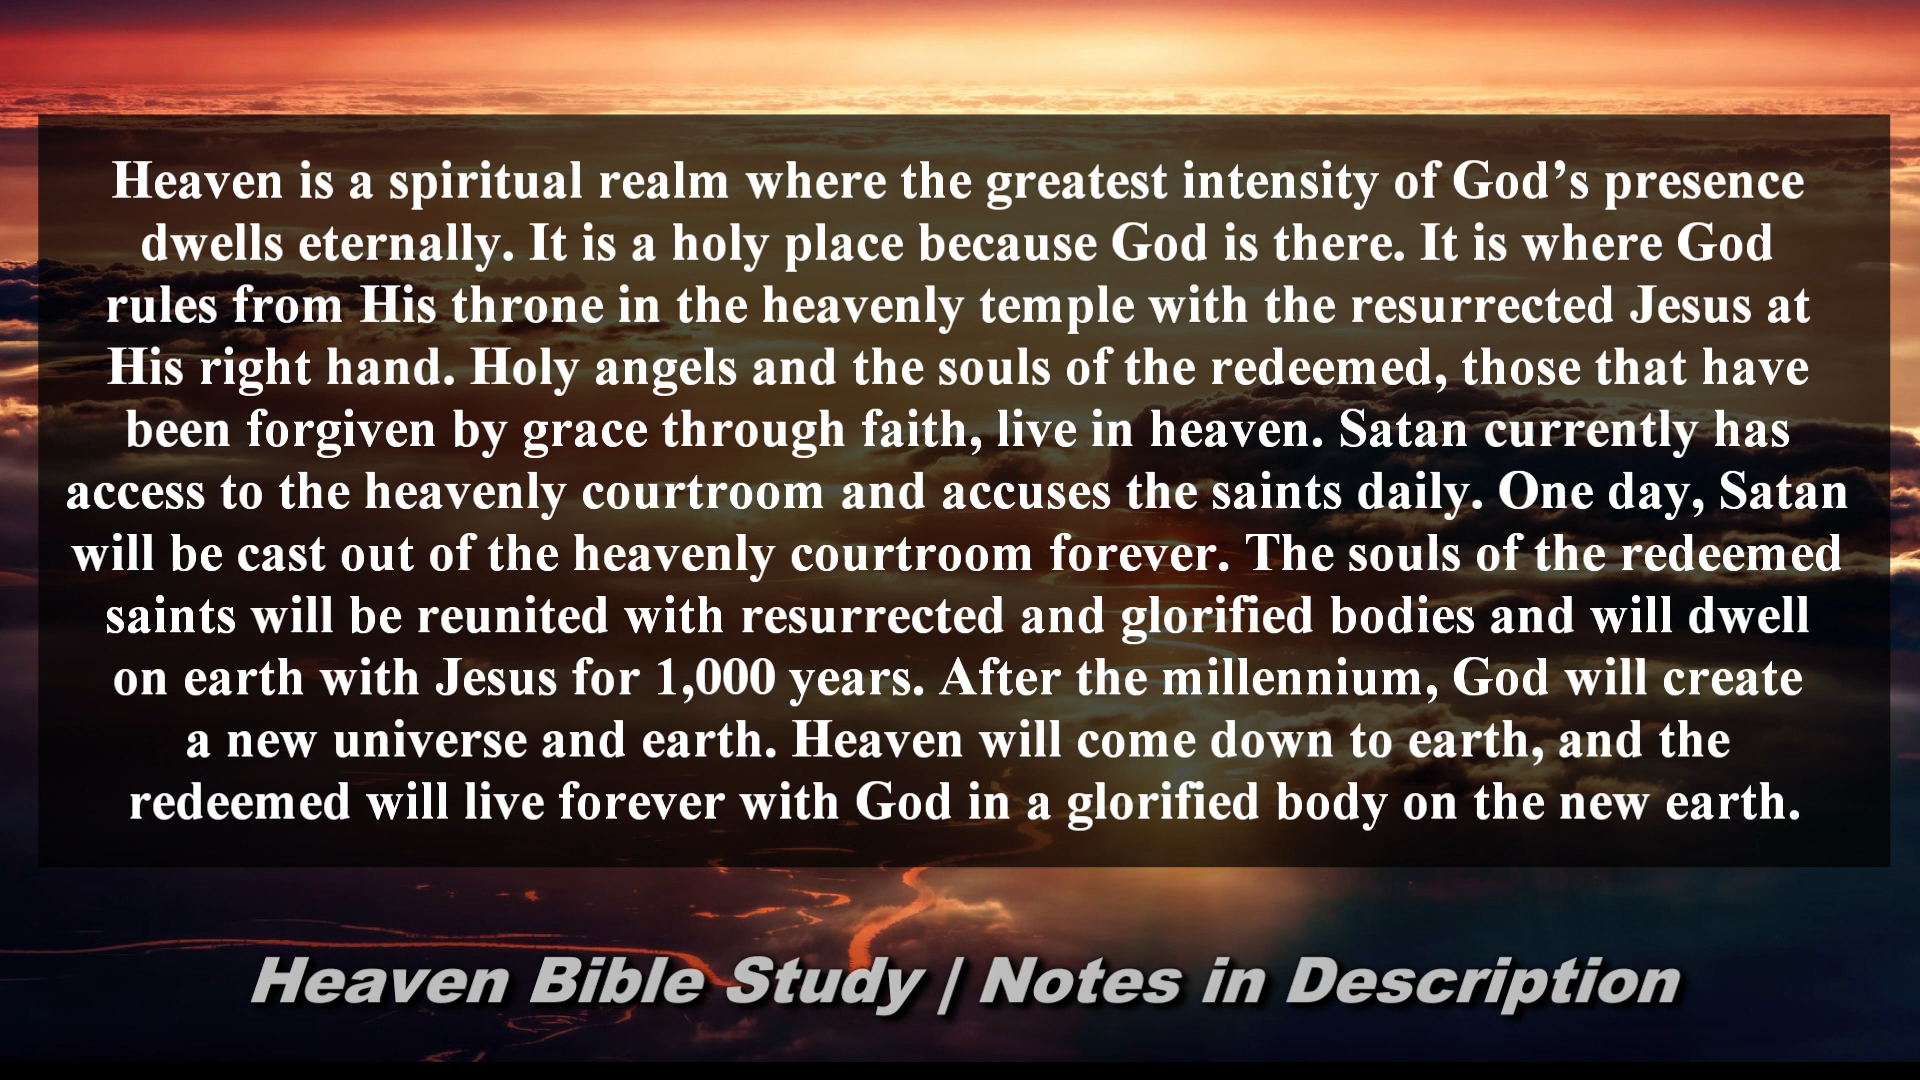 Heaven is a spiritual realm where the greatest intensity of God’s presence
dwells eternally. It is a holy place because God is there. It is where God
rules from His throne in the heavenly temple with the resurrected Jesus at
His right hand. Holy angels and the souls of the redeemed, those that have
been forgiven by grace through faith, live in heaven. Satan currently has
access to the heavenly courtroom and accuses the saints daily. One day, Satan
will be cast out of the heavenly courtroom forever. The souls of the redeemed
saints will be reunited with resurrected and glorified bodies and will dwell
on earth with Jesus for 1,000 years. After the millennium, God will create
a new universe and earth. Heaven will come down to earth, and the
redeemed will live forever with God in a glorified body on the new earth.
Heaven Bible Study | Notes in Description